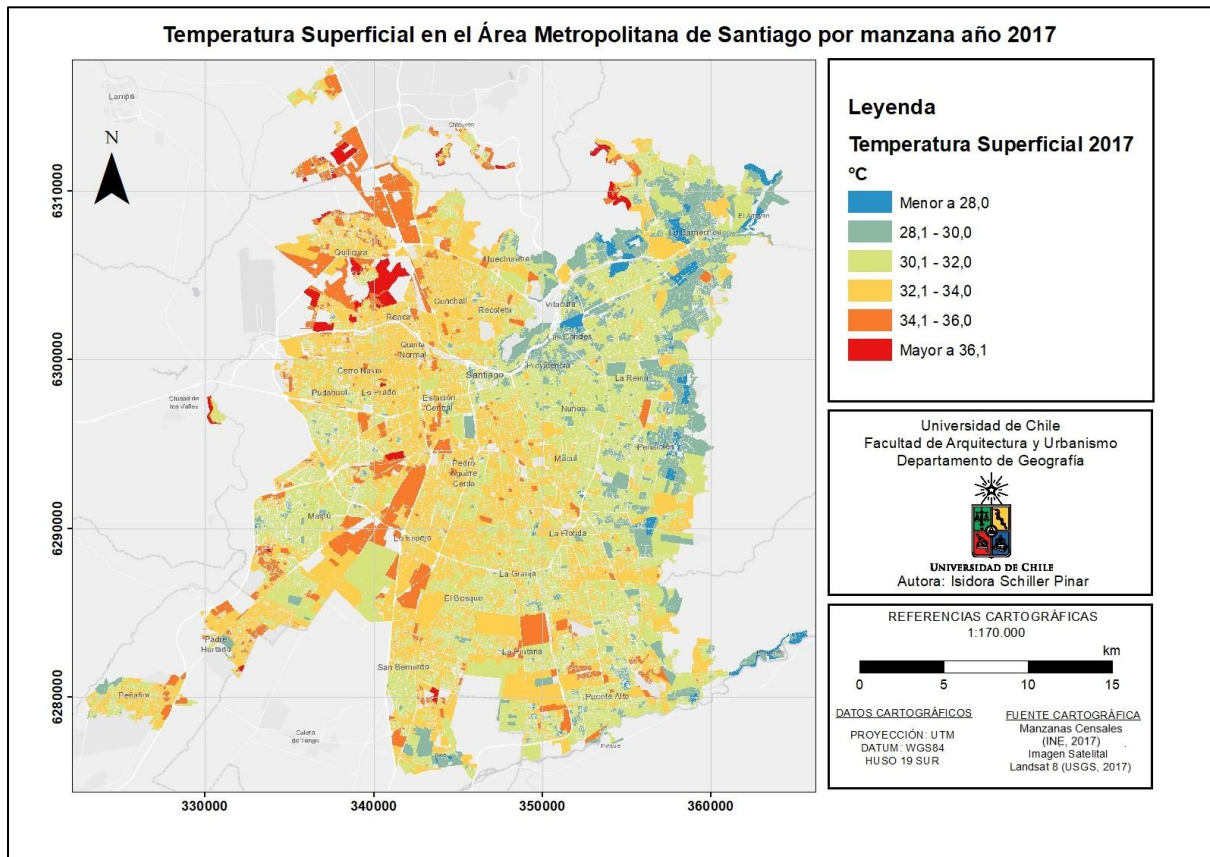 Temperatura Superficial en el Área Metropolitana de Santiago por manzana año 2017
Lampa
Chicureo
N
El Arrayán
Lo Barnechea
Quilicura
Huechuraba
Conchalí
Recoleta
Vitacura
Renca
Las Condes
Quinta
Normal
Cerro Navia
Santiago
Providencia
La Reina
Ciudad de
los Valles
Pudahuel
Lo Prado
Estación
Central
Ñuñoa
Peñalolén
Macul
Pedro
Aguirre
Cerda
Maipú
Lo Espejo
La Florida
La Granja
El Bosque
Padre
Hurtado
La Pintana
San Bernardo
Peñaflor
Puente Alto
Calera
de Tango
Pirque
6310000
6300000
6290000
6280000
330000
340000
350000
360000
Leyenda
Temperatura Superficial 2017
°C
Menor a 28,0
28,1 - 30,0
30,1 - 32,0
32,1 - 34,0
34,1 - 36,0
Mayor a 36,1
Universidad de Chile
Facultad de Arquitectura y Urbanismo
Departamento de Geografía
UNIVERSIDAD DE CHILE
Autora: Isidora Schiller Pinar
REFERENCIAS CARTOGRÁFICAS
1:170.000
km
0 5 10 15
DATOS CARTOGRÁFICOS
PROYECCIÓN: UTM
DATUM: WGS84
HUSO 19 SUR
FUENTE CARTOGRÁFICA
Manzanas Censales
(INE, 2017)
Imagen Satelital
Landsat 8 (USGS, 2017)